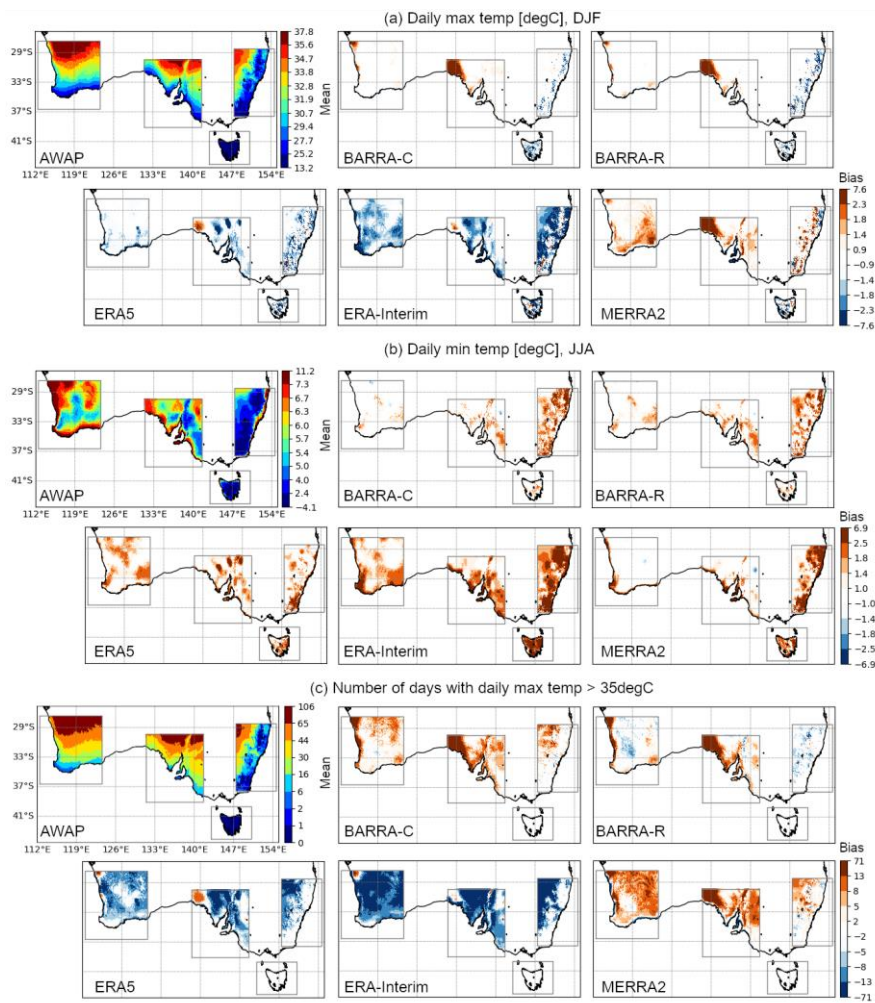 (a) Daily max temp [degC], DJF
29°S
33°S
37°S
41°S
AWAP
112°E 119°E 126°E 133°E 140°E 147°E 154°E
37.8
35.6
34.8
33.8
32.8
31.9
30.9
29.4
27.7
25.2
13.2
Mean
BARRA-C
BARRA-R
ERA5
ERA-Interim
MERRA2
Bias
7.6
2.3
1.4
0.9
−0.9
−1.4
−1.8
−2.3
−7.6
(b) Daily min temp [degC], JJA
29°S
33°S
37°S
41°S
AWAP
112°E 119°E 126°E 133°E 140°E 147°E 154°E
11.2
7.3
6.7
6.3
6.0
5.7
5.4
5.0
4.0
2.4
−4.1
Mean
BARRA-C
BARRA-R
ERA5
ERA-Interim
MERRA2
Bias
6.9
2.5
1.8
1.4
1.0
−1.0
−1.4
−1.8
−2.5
−6.9
(c) Number of days with daily max temp > 35degC
29°S
33°S
37°S
41°S
AWAP
112°E 119°E 126°E 133°E 140°E 147°E 154°E
106
65
44
30
16
6
2
1
0
0
Mean
BARRA-C
BARRA-R
ERA5
ERA-Interim
MERRA2
Bias
71
13
8
5
2
−2
−5
−8
−13
−71